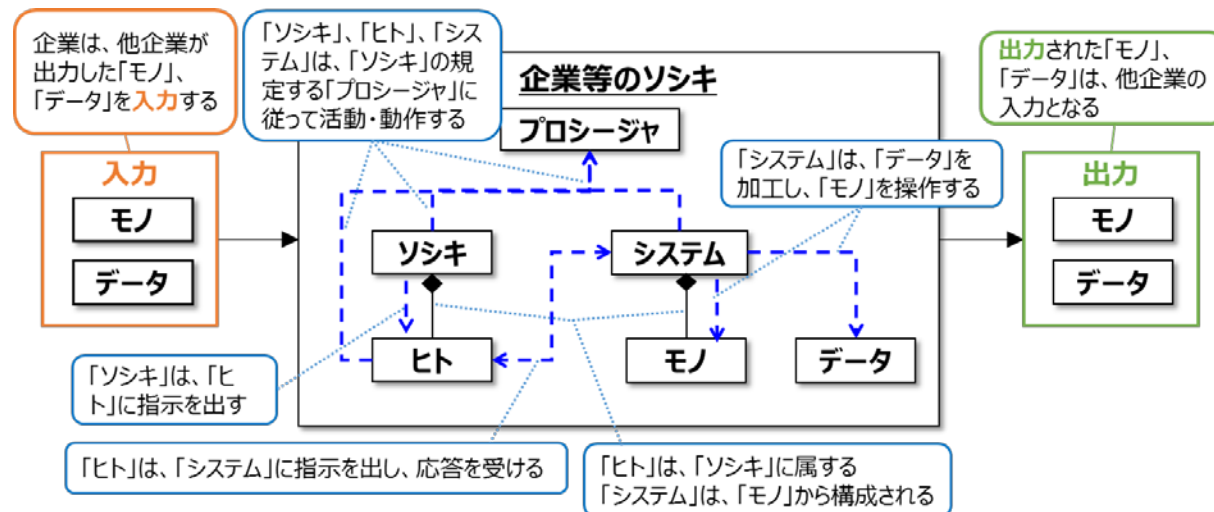 企業は、他企業が
出力した「モノ」、
「データ」を入力する
「ソシキ」、「ヒト」、「シス
テム」は、「ソシキ」の規
定する「プロシージャ」に
従って活動・動作する
企業等のソシキ
プロシージャ
出力された「モノ」、
「データ」は、他企業の
入力となる
「システム」は、「データ」を
加工し、「モノ」を操作する
入力
モノ
データ
ソシキ
システム
ヒト
モノ
データ
出力
モノ
データ
「ソシキ」は、「ヒ
ト」に指示を出す
「ヒト」は、「システム」に指示を出し、応答を受ける
「ヒト」は、「ソシキ」に属する
「システム」は、「モノ」から構成される